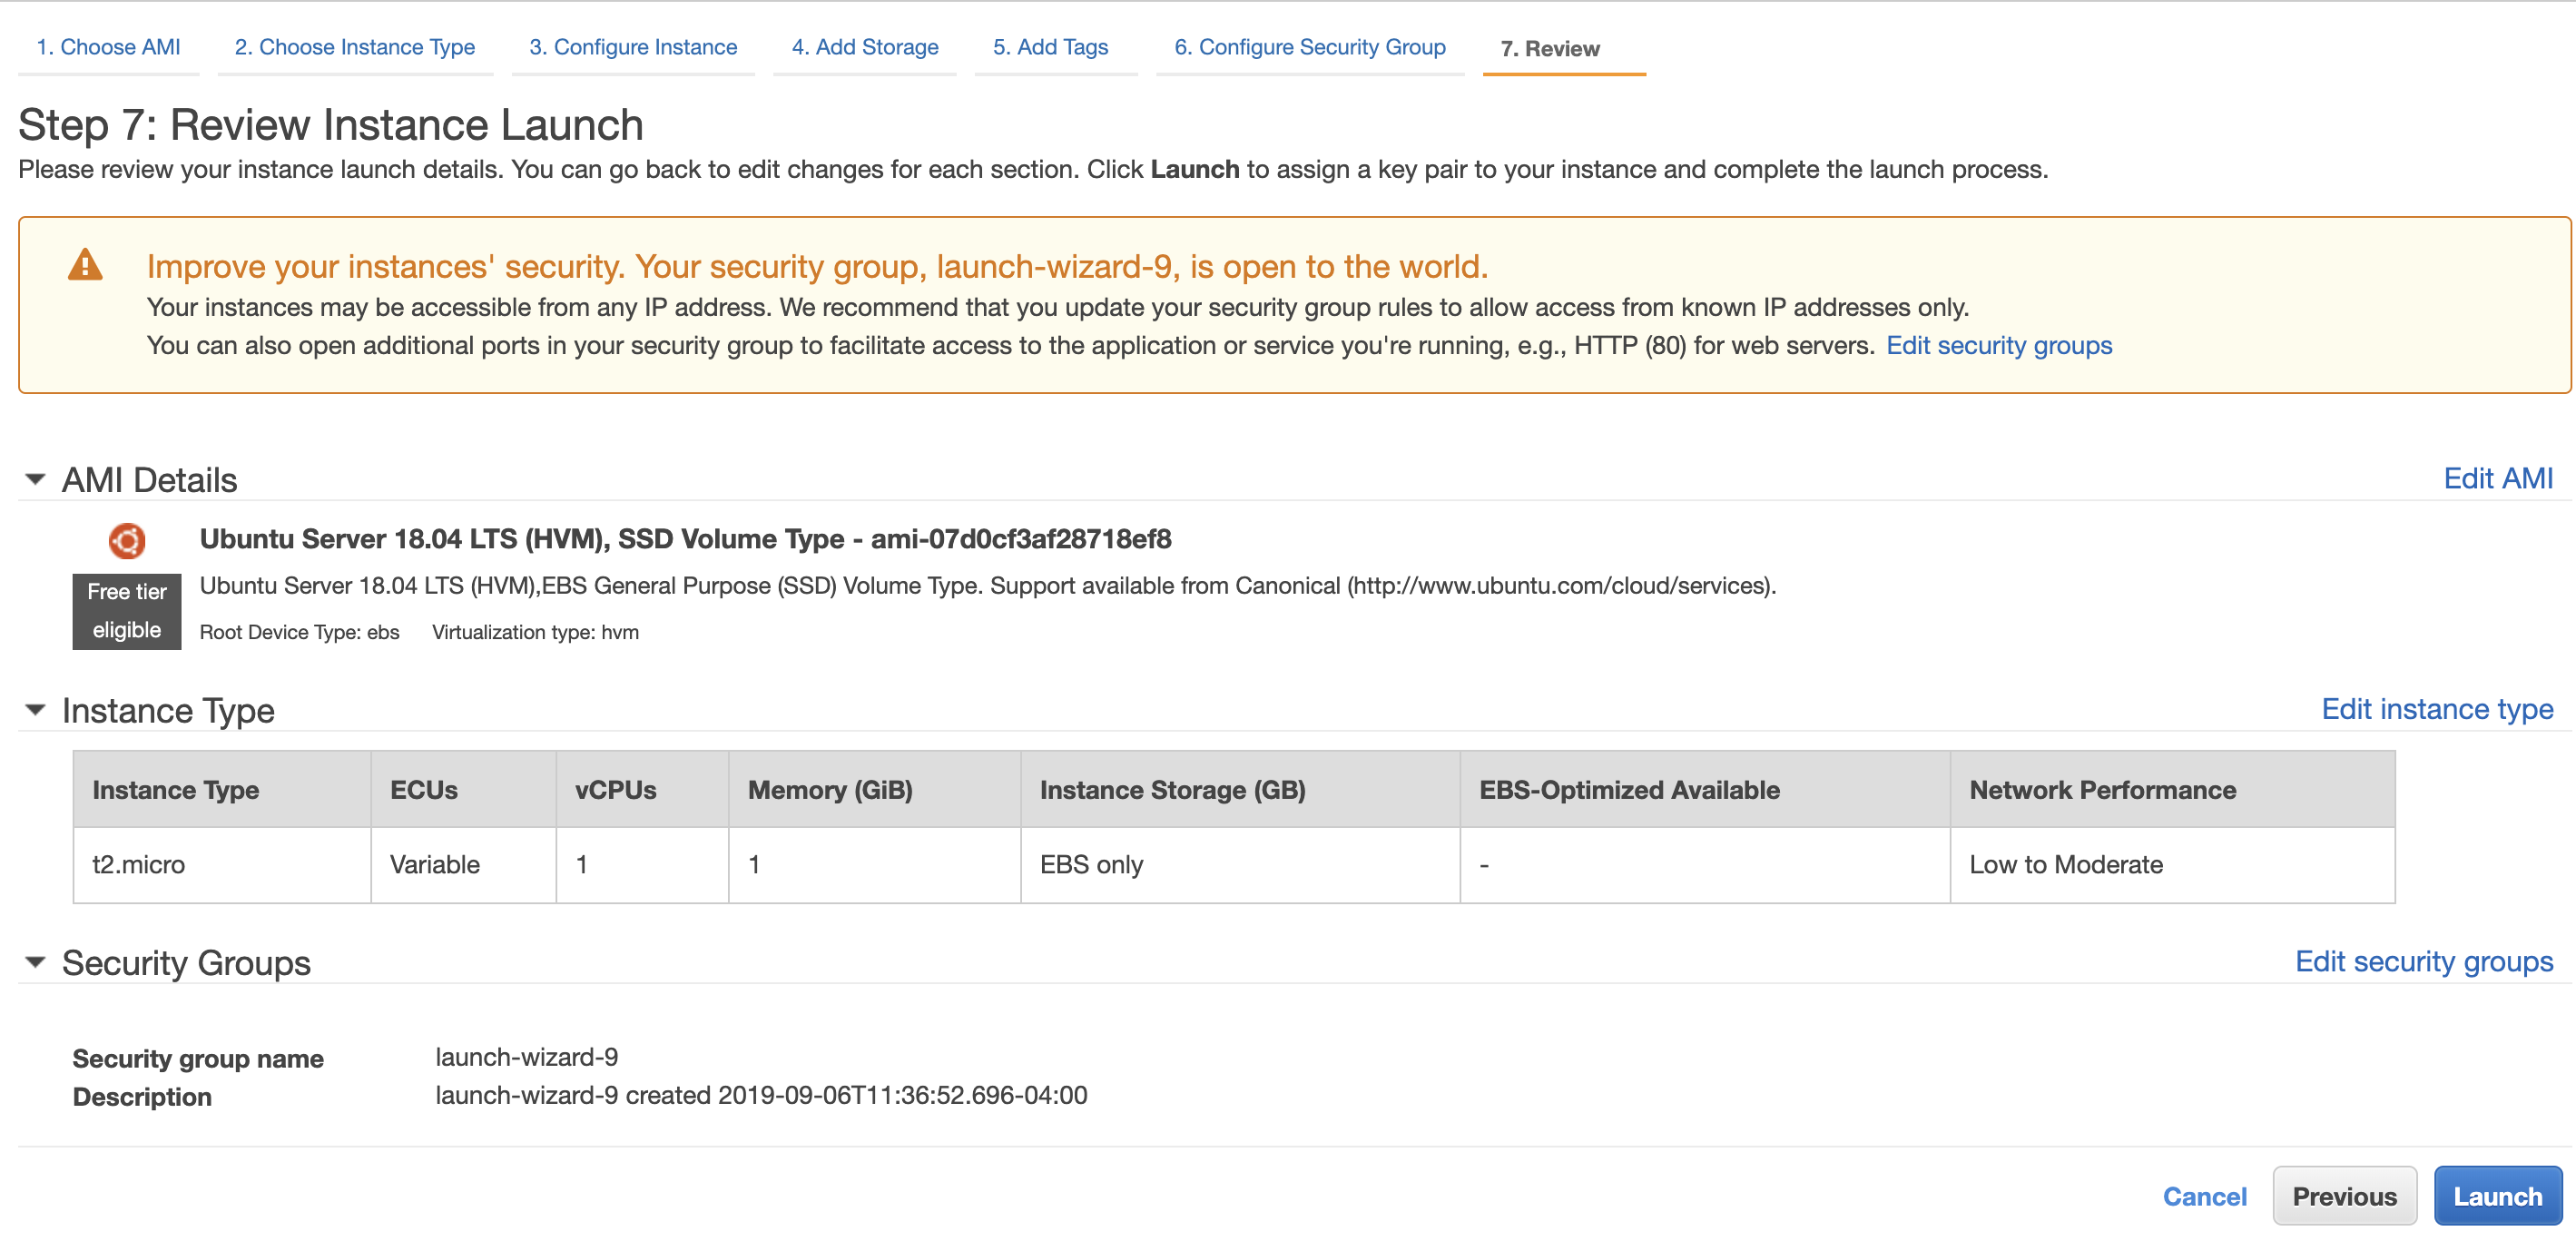 1. Choose AMI 2. Choose Instance Type 3. Configure Instance 4. Add Storage 5. Add Tags 6. Configure Security Group 7. Review
Step 7: Review Instance Launch
Please review your instance launch details. You can go back to edit changes for each section. Click Launch to assign a key pair to your instance and complete the launch process.
Improve your instances' security. Your security group, launch-wizard-9, is open to the world.
Your instances may be accessible from any IP address. We recommend that you update your security group rules to allow access from known IP addresses only.
You can also open additional ports in your security group to facilitate access to the application or service you're running, e.g., HTTP (80) for web servers. Edit security groups
AMI Details Edit AMI
Ubuntu Server 18.04 LTS (HVM), SSD Volume Type - ami-07d0cf3af28718ef8
Free tier eligible
Ubuntu Server 18.04 LTS (HVM),EBS General Purpose (SSD) Volume Type. Support available from Canonical (http://www.ubuntu.com/cloud/services).
Root Device Type: ebs Virtualization type: hvm
Instance Type Edit instance type
Instance Type ECUs vCPUs Memory (GiB) Instance Storage (GB) EBS-Optimized Available Network Performance
t2.micro Variable 1 1 EBS only - Low to Moderate
Security Groups Edit security groups
Security group name launch-wizard-9
Description launch-wizard-9 created 2019-09-06T11:36:52.696-04:00
Cancel Previous Launch